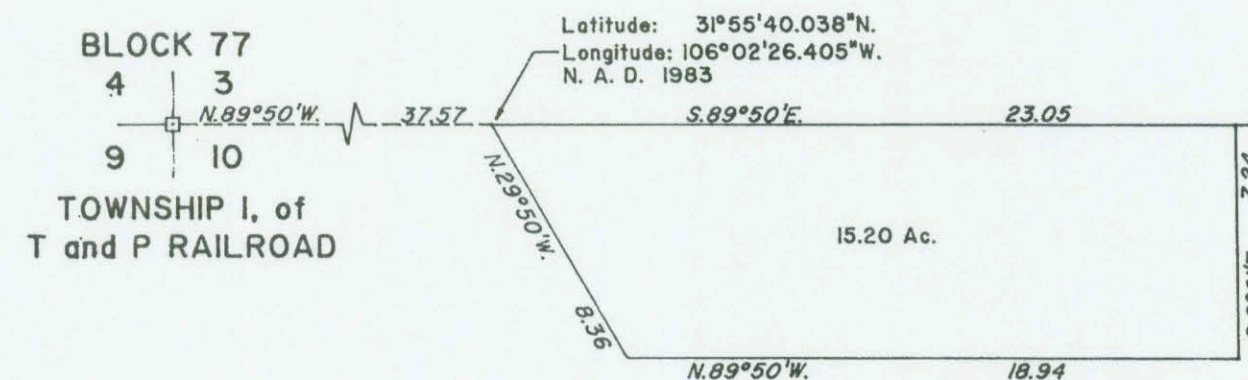 BLOCK 77
4 3
9 10
TOWNSHIP 1, of
T and P RAILROAD
Latitude: 31°55'40.038"N.
Longitude: 106°02'26.405"W.
N. A. D. 1983
N.89°50'W. 37.57
S.89°50'E. 23.05
N.29°50'W. 8.36
15.20 Ac.
N.89°50'W. 18.94